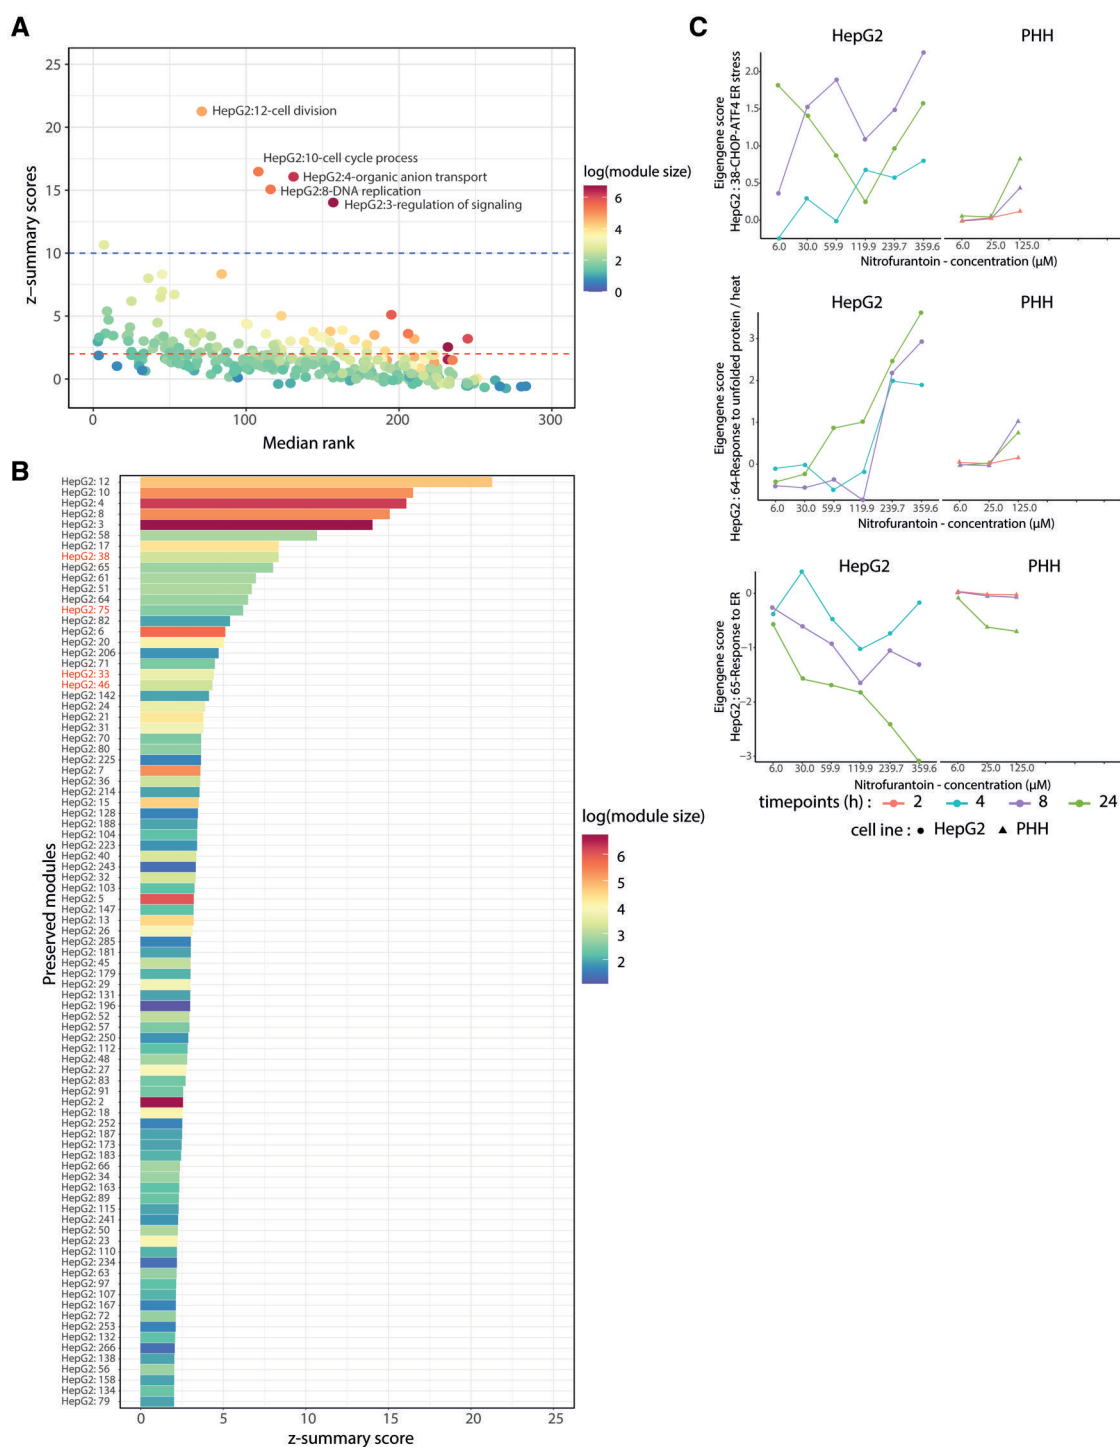 A
25
20
15
10
5
0
z−summary scores
HepG2:12-cell division
HepG2:10-cell cycle process
HepG2:4-organic anion transport
HepG2:8-DNA replication
HepG2:3-regulation of signaling
0
100
200
300
Median rank
log(module size)
6
4
2
0
B
Preserved modules
HepG2: 12
HepG2: 10
HepG2: 4
HepG2: 8
HepG2: 3
HepG2: 58
HepG2: 17
HepG2: 38
HepG2: 65
HepG2: 61
HepG2: 51
HepG2: 64
HepG2: 75
HepG2: 82
HepG2: 6
HepG2: 20
HepG2: 206
HepG2: 71
HepG2: 33
HepG2: 46
HepG2: 142
HepG2: 24
HepG2: 21
HepG2: 31
HepG2: 70
HepG2: 80
HepG2: 225
HepG2: 7
HepG2: 36
HepG2: 214
HepG2: 15
HepG2: 128
HepG2: 188
HepG2: 104
HepG2: 223
HepG2: 40
HepG2: 243
HepG2: 32
HepG2: 103
HepG2: 5
HepG2: 147
HepG2: 13
HepG2: 26
HepG2: 285
HepG2: 181
HepG2: 45
HepG2: 179
HepG2: 29
HepG2: 131
HepG2: 196
HepG2: 52
HepG2: 57
HepG2: 250
HepG2: 112
HepG2: 48
HepG2: 27
HepG2: 83
HepG2: 91
HepG2: 2
HepG2: 18
HepG2: 252
HepG2: 187
HepG2: 173
HepG2: 183
HepG2: 66
HepG2: 34
HepG2: 163
HepG2: 89
HepG2: 115
HepG2: 241
HepG2: 50
HepG2: 23
HepG2: 110
HepG2: 234
HepG2: 63
HepG2: 97
HepG2: 107
HepG2: 167
HepG2: 72
HepG2: 253
HepG2: 132
HepG2: 266
HepG2: 138
HepG2: 56
HepG2: 158
HepG2: 134
HepG2: 79
0
5
10
15
20
25
z-summary score
log(module size)
6
5
4
3
2
C
HepG2
PHH
Eigengene score
HepG2 : 38-CHOP-ATF4 ER stress
2.0
1.5
1.0
0.5
0.0
6.0 30.0 59.9 119.9 239.7 359.6
6.0 25.0 125.0
Nitrofurantoin - concentration (µM)
HepG2
PHH
Eigengene score
HepG2 : 64-Response to unfolded protein / heat
3
2
1
0
6.0 30.0 59.9 119.9 239.7 359.6
6.0 25.0 125.0
Nitrofurantoin - concentration (µM)
HepG2
PHH
Eigengene score
HepG2 : 65-Response to ER
0
−1
−2
−3
6.0 30.0 59.9 119.9 239.7 359.6
6.0 25.0 125.0
Nitrofurantoin - concentration (µM)
timepoints (h) : 2 4 8 24
cell ine : HepG2 PHH